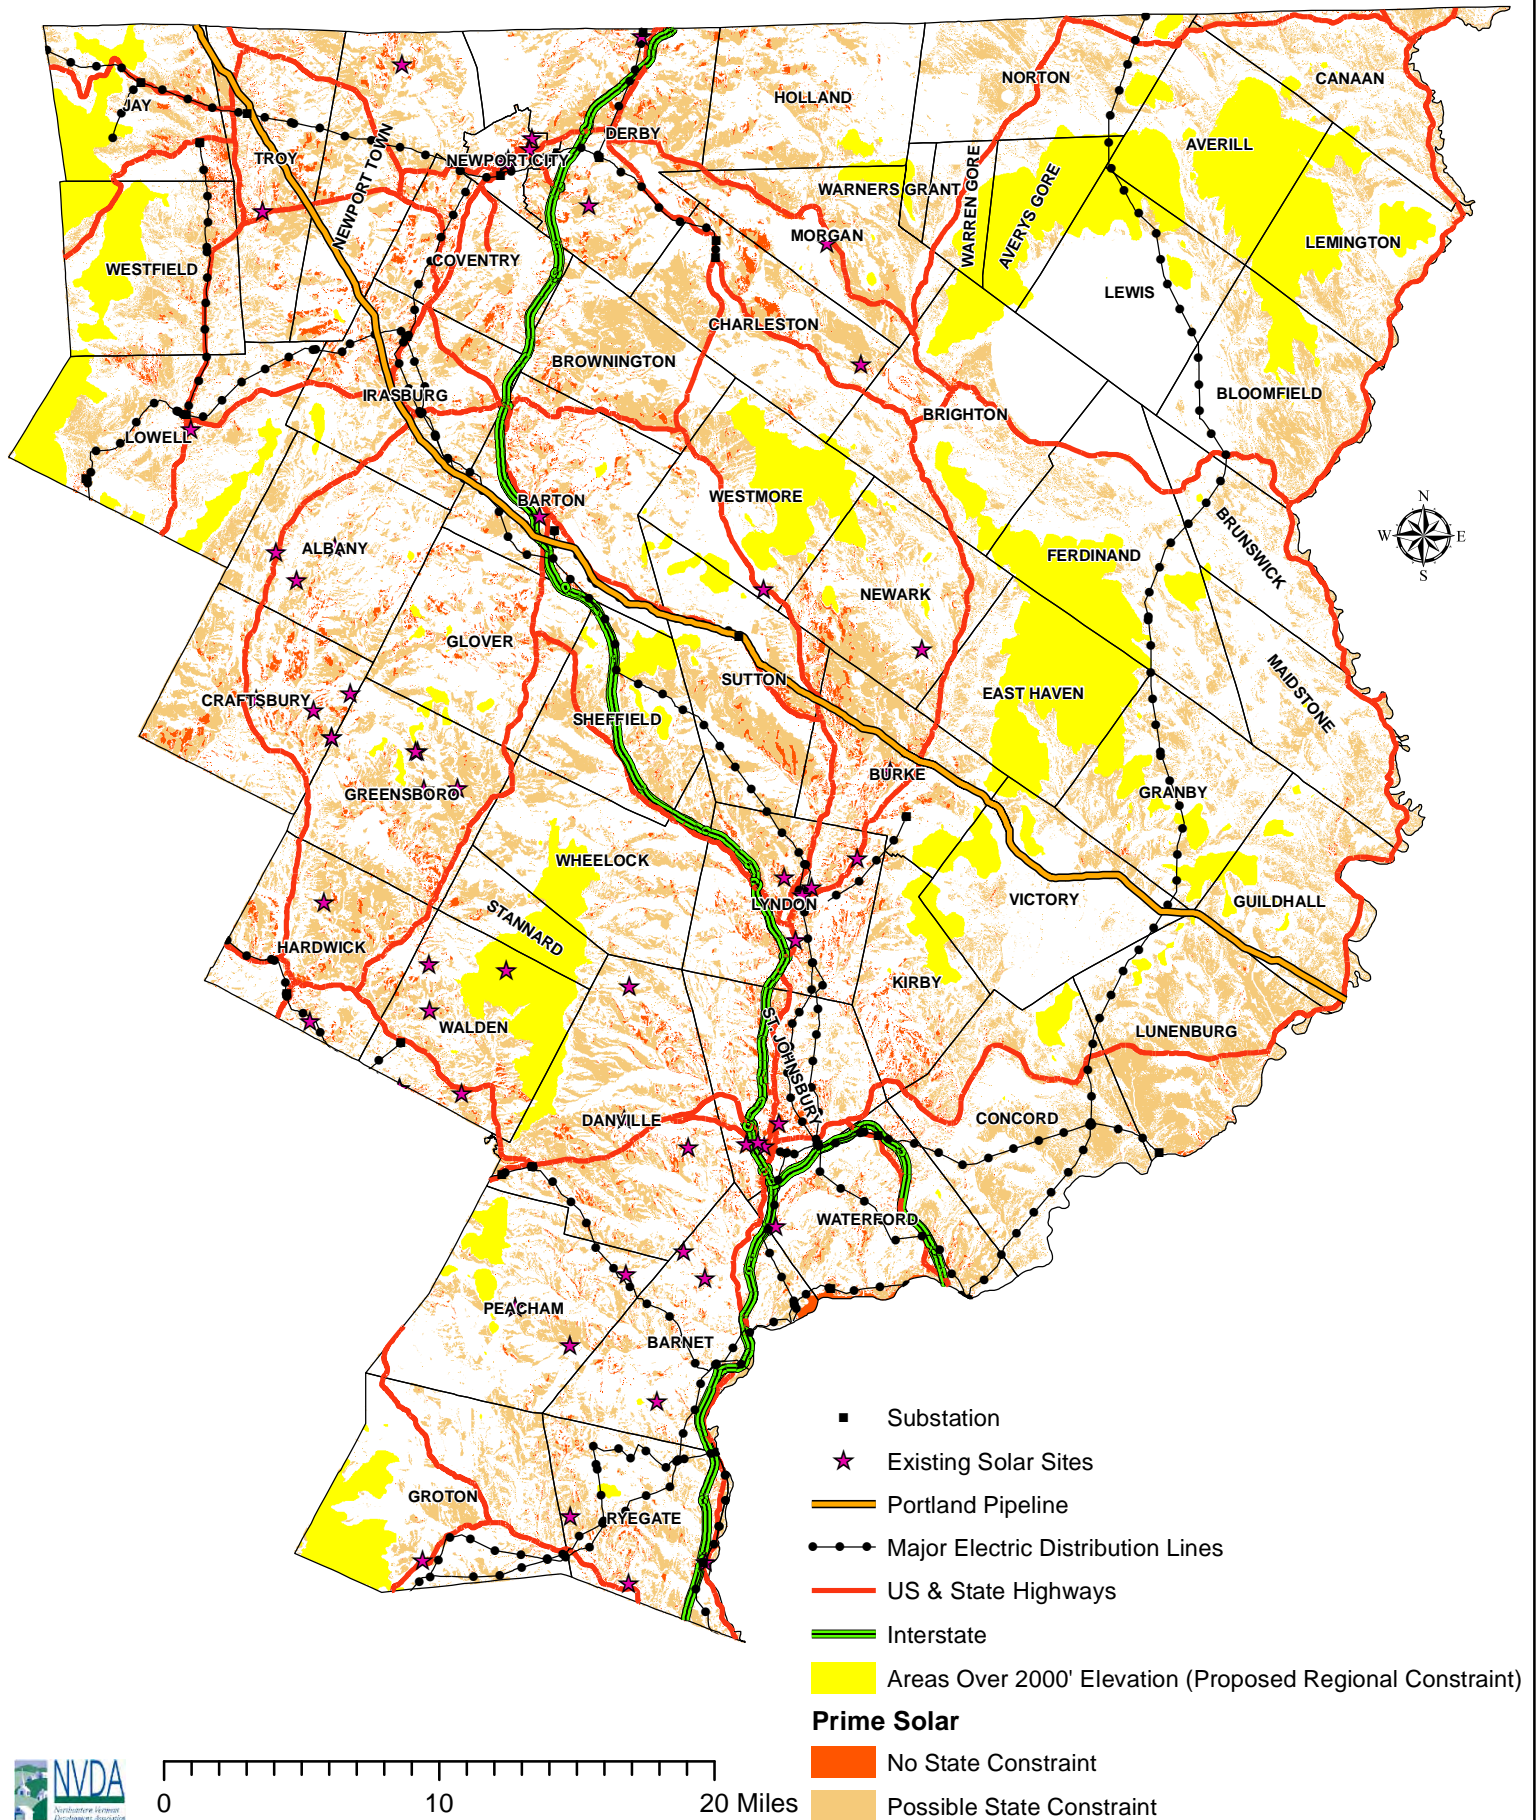 NORTON
CANAAN
HOLLAND
JAY
DERBY
AVERILL
TROY
NEWPORT TOWN
NEWPORT CITY
WARNERS GRANT
WARREN GORE
AVERYS GORE
MORGAN
LEMINGTON
WESTFIELD
COVENTRY
LEWIS
CHARLESTON
BROWNINGTON
IRASBURG
BLOOMFIELD
BRIGHTON
LOWELL
WESTMORE
BARTON
N
W E
S
BRUNSWICK
ALBANY
FERDINAND
NEWARK
GLOVER
SUTTON
MAIDSTONE
CRAFTSBURY
EAST HAVEN
SHEFFIELD
BURKE
GREENSBORO
GRANBY
WHEELOCK
LYNDON
VICTORY
GUILDHALL
STANNARD
HARDWICK
KIRBY
WALDEN
LUNENBURG
ST. JOHNSBURY
DANVILLE
CONCORD
WATERFORD
PEACHAM
BARNET
GROTON
RYEGATE
Substation
Existing Solar Sites
Portland Pipeline
Major Electric Distribution Lines
US & State Highways
Interstate
Areas Over 2000' Elevation (Proposed Regional Constraint)
Prime Solar
No State Constraint
Possible State Constraint
NVDA
Northeastern Vermont
Development Association
0 10 20 Miles